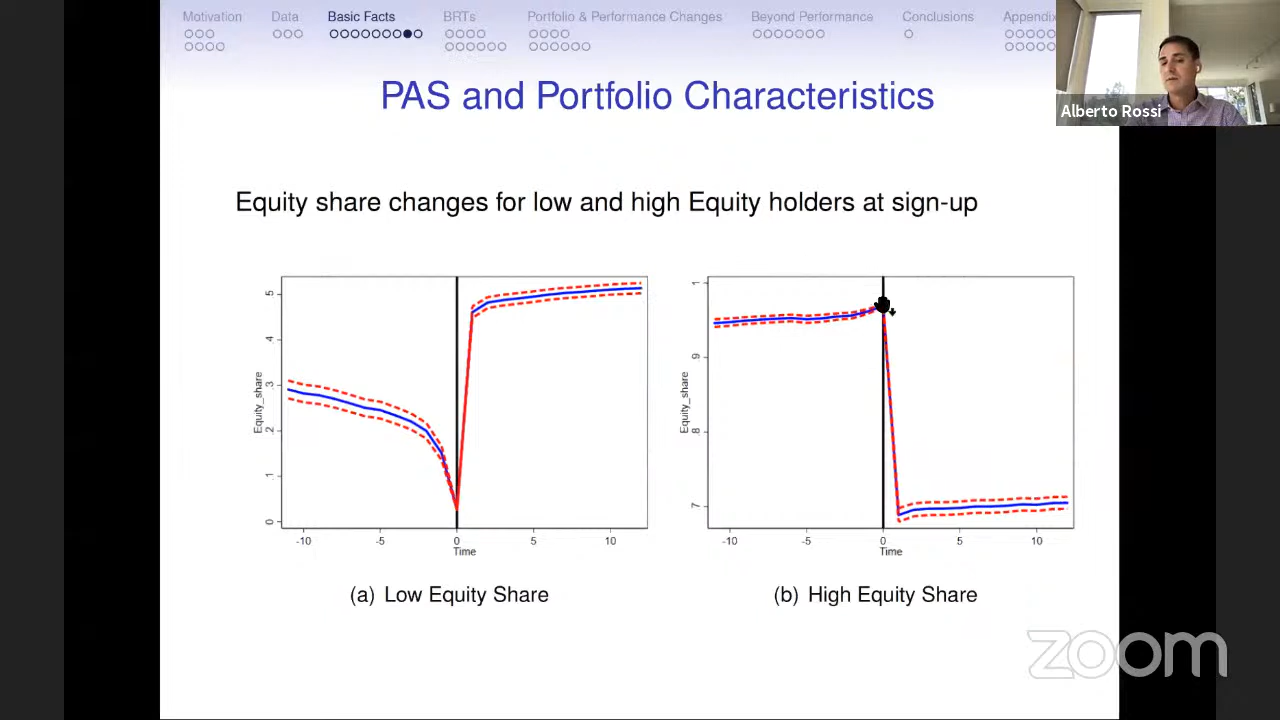 Motivation Data Basic Facts BRTs Portfolio & Performance Changes Beyond Performance Conclusions Appendix
Alberto Rossi
PAS and Portfolio Characteristics
Equity share changes for low and high Equity holders at sign-up
Equity_share
0 .1 .2 .3 .4 .5
-10 -5 0 5 10
Time
(a) Low Equity Share
Equity_share
.7 .8 .9 1
-10 -5 0 5 10
Time
(b) High Equity Share
zoom